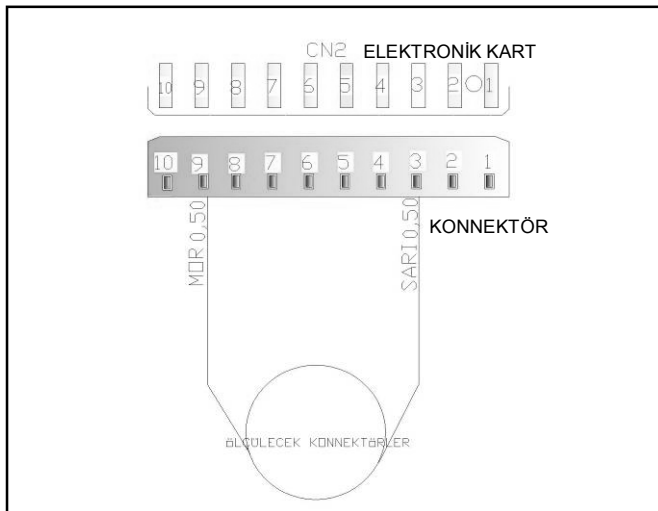 CN2 ELEKTRONİK KART
10 9 8 7 6 5 4 3 2 1
10 9 8 7 6 5 4 3 2 1
MOR 0,50
SARI 0,50
KONNEKTÖR
ÖLÇÜLECEK KONNEKTÖRLER